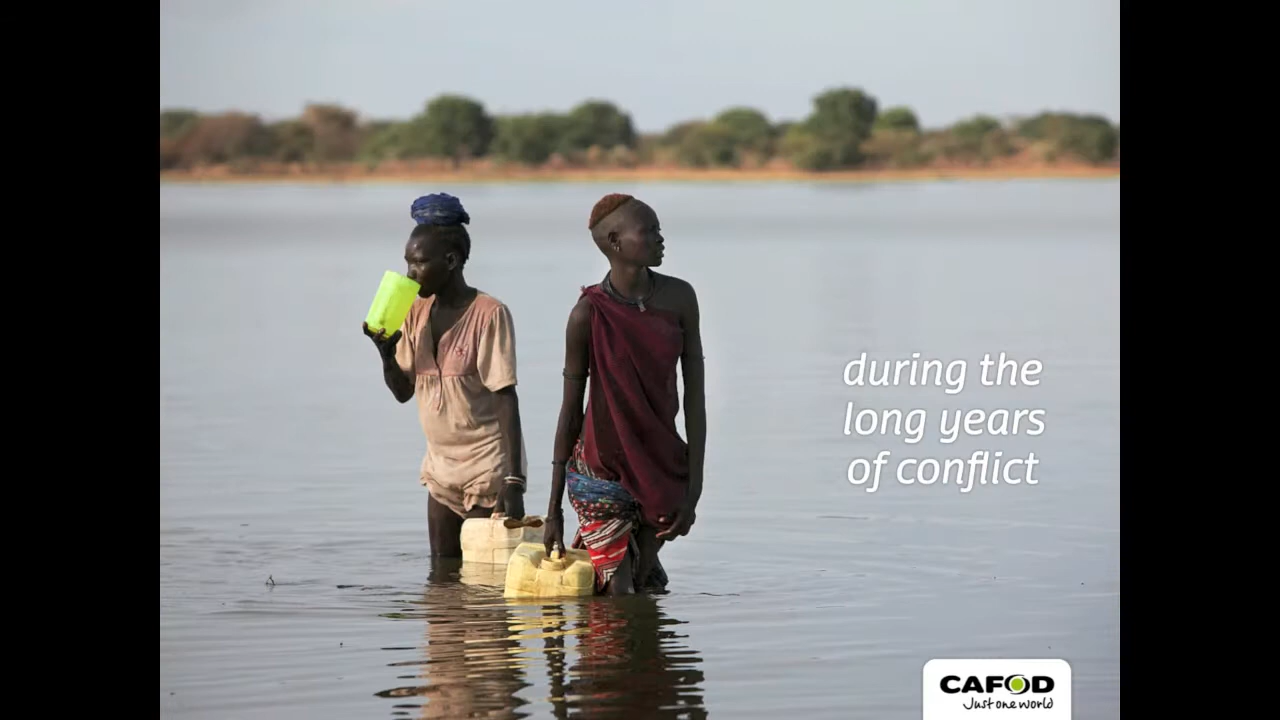 during the
long years
of conflict
CAFOD
Just one world